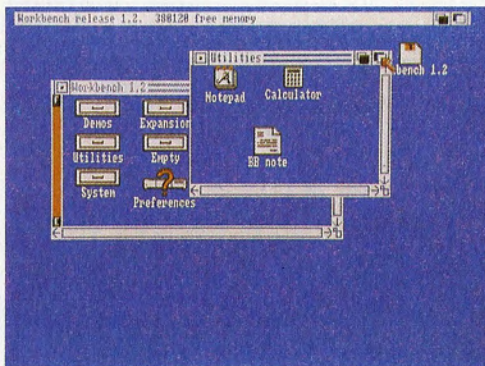 Workbench release 1.2. 380120 free memory
Utilities
bench 1.2
Notepad
Calculator
BB note
Workbench 1.2
Demos
Expansion
Utilities
Empty
System
Preferences